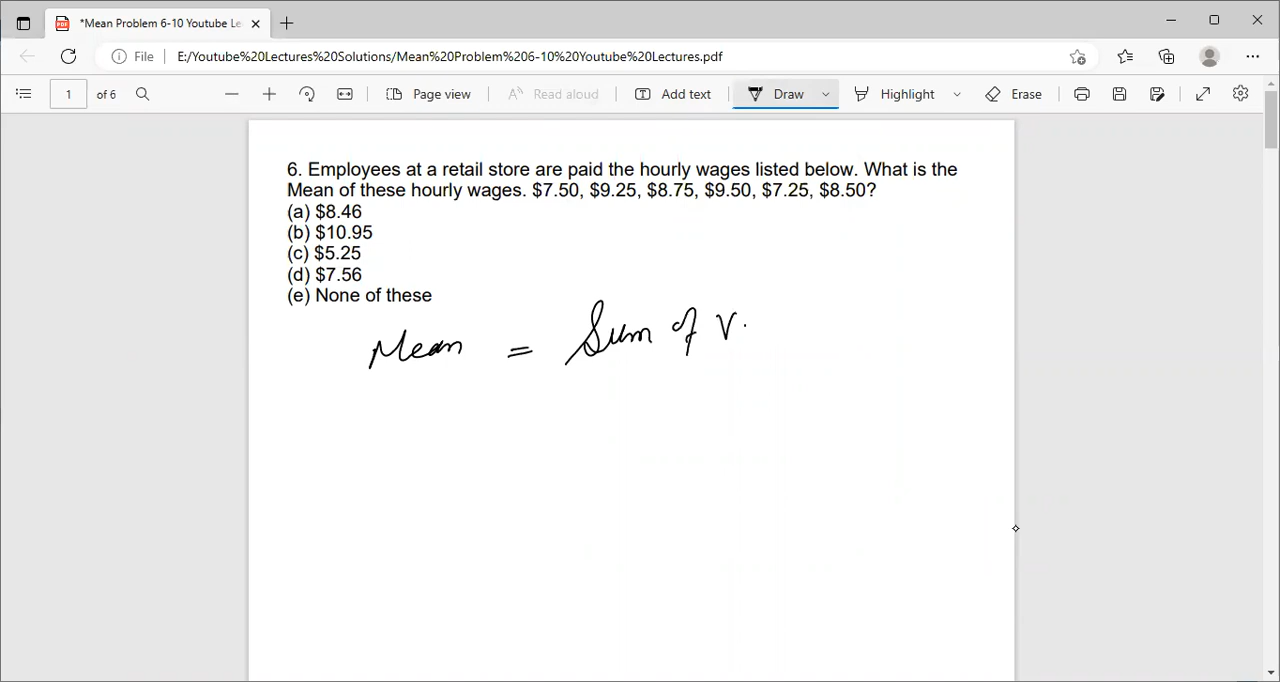 *Mean Problem 6-10 Youtube Le
File
E:/Youtube%20Lectures%20Solutions/Mean%20Problem%206-10%20Youtube%20Lectures.pdf
1 of 6
Page view
Read aloud
Add text
Draw
Highlight
Erase
6. Employees at a retail store are paid the hourly wages listed below. What is the
Mean of these hourly wages. $7.50, $9.25, $8.75, $9.50, $7.25, $8.50?
(a) $8.46
(b) $10.95
(c) $5.25
(d) $7.56
(e) None of these
Mean = Sum of V